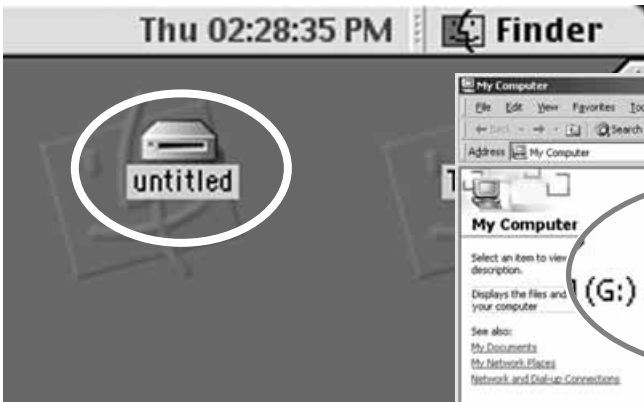 Thu 02:28:35 PM Finder
untitled
My Computer
File Edit View Favorites
Back Search
Address My Computer
My Computer
Select an item to view
description.
Displays the files and
your computer
(G:)
See also:
My Documents
My Network Places
Network and Dial-up Connections